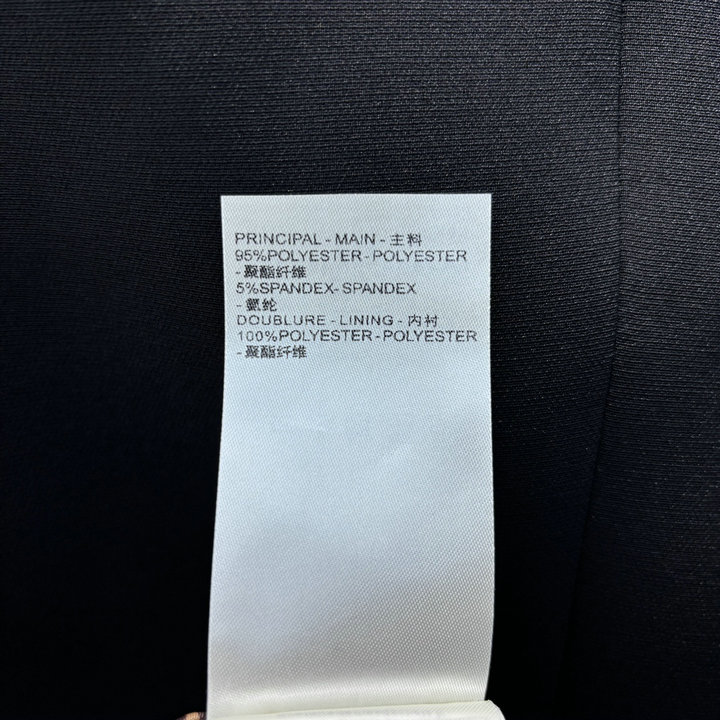 PRINCIPAL - MAIN - 主料
95%POLYESTER - POLYESTER
- 聚酯纤维
5%SPANDEX- SPANDEX
- 氨纶
DOUBLURE - LINING - 内衬
100%POLYESTER - POLYESTER
- 聚酯纤维